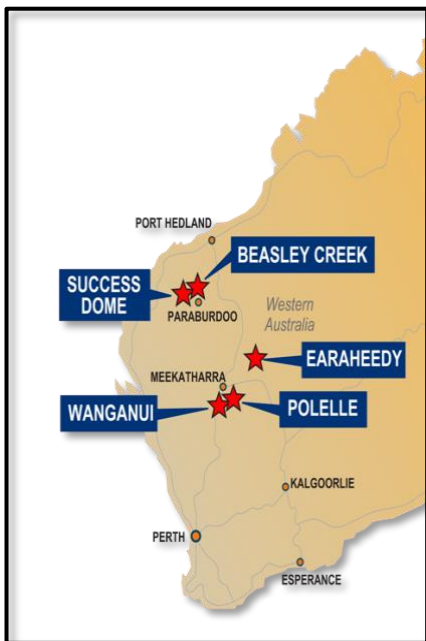 PORT HEDLAND
BEASLEY CREEK
SUCCESS
DOME
PARABURDOO
Western
Australia
EARAHEEDY
MEEKATHARRA
WANGANUI
POLELLE
KALGOORLIE
PERTH
ESPERANCE